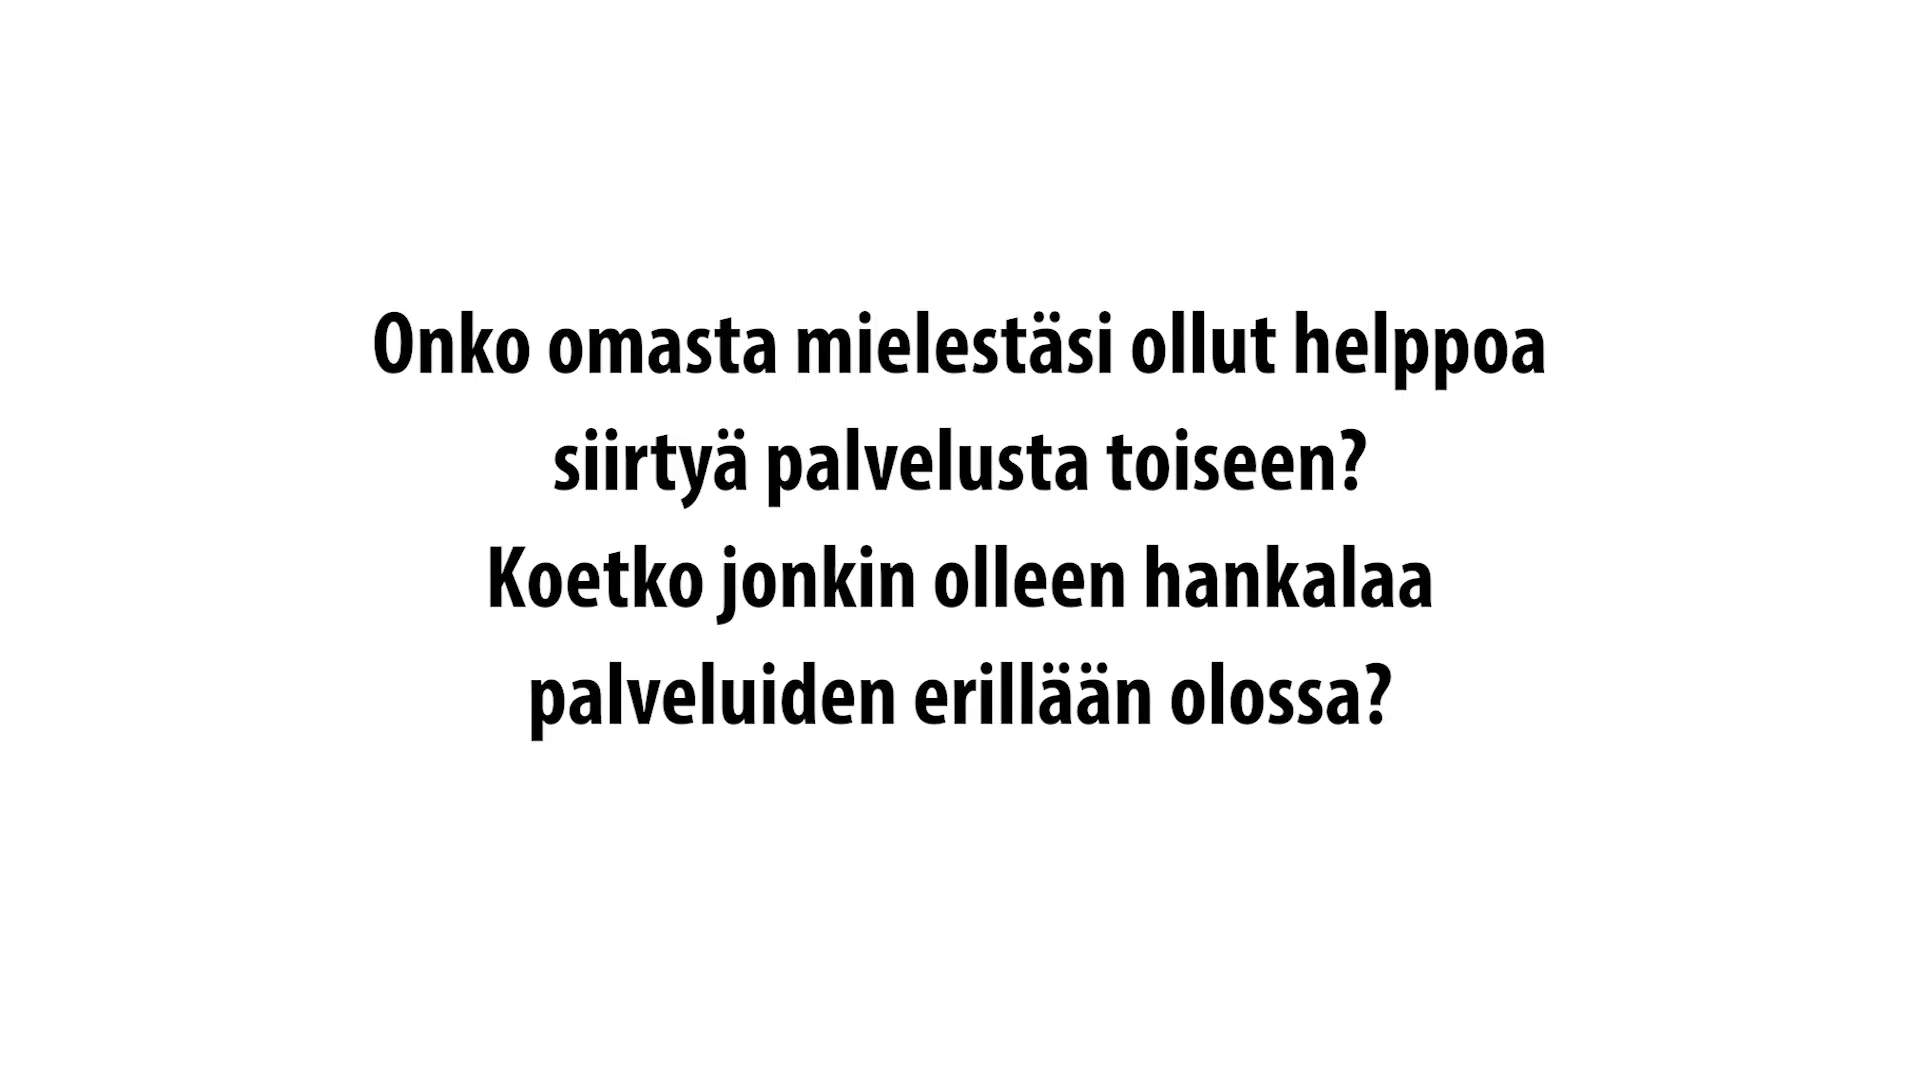 Onko omasta mielestäsi ollut helppoa
siirtyä palvelusta toiseen?
Koetko jonkin olleen hankalaa
palveluiden erillään olossa?